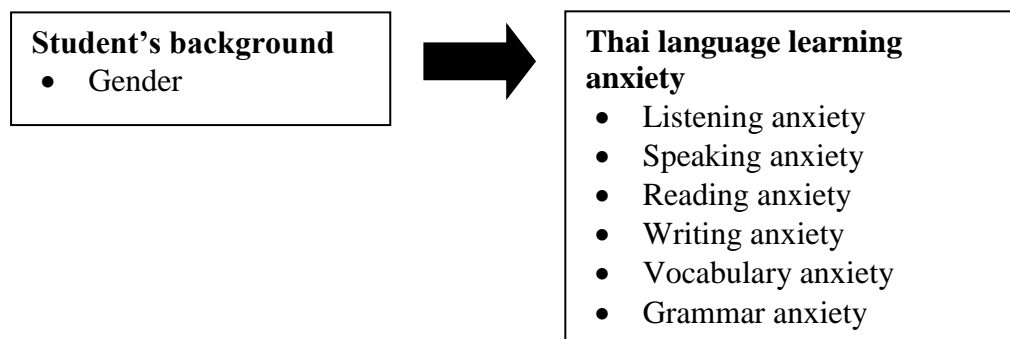 Student’s background
• Gender
Thai language learning
anxiety
• Listening anxiety
• Speaking anxiety
• Reading anxiety
• Writing anxiety
• Vocabulary anxiety
• Grammar anxiety